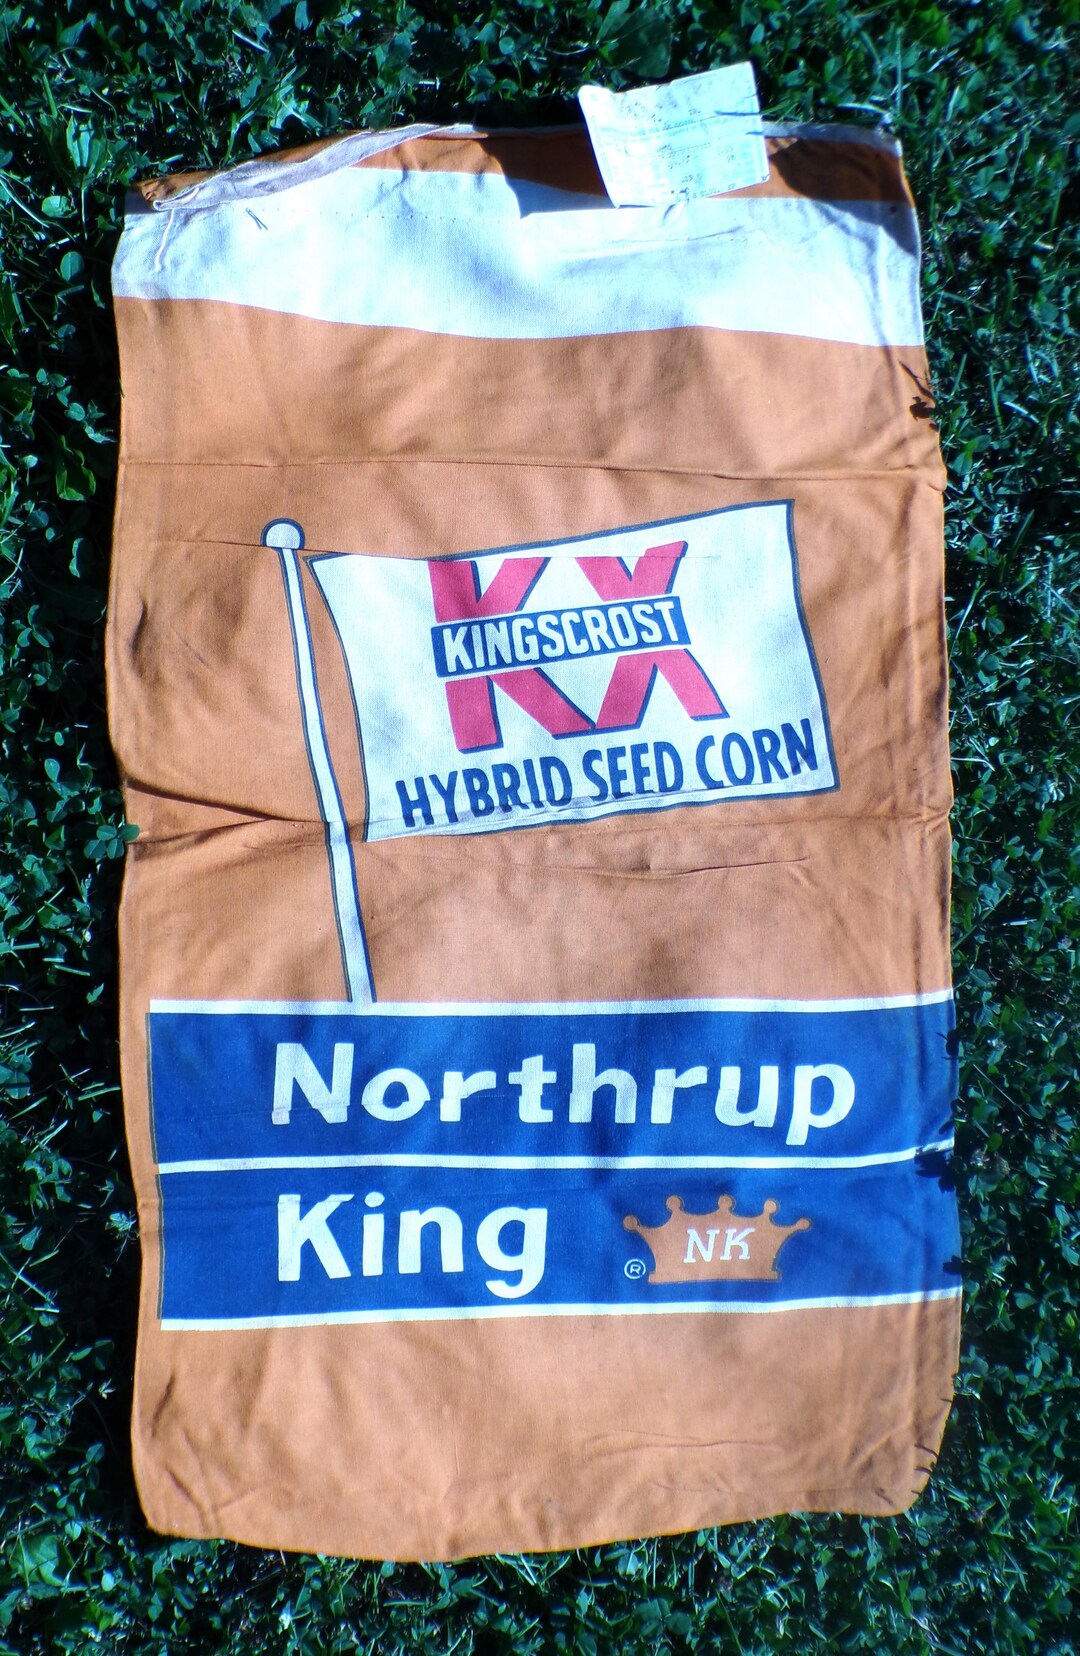 KX
KINGSCROST
HYBRID SEED CORN
Northrup
King
® NK